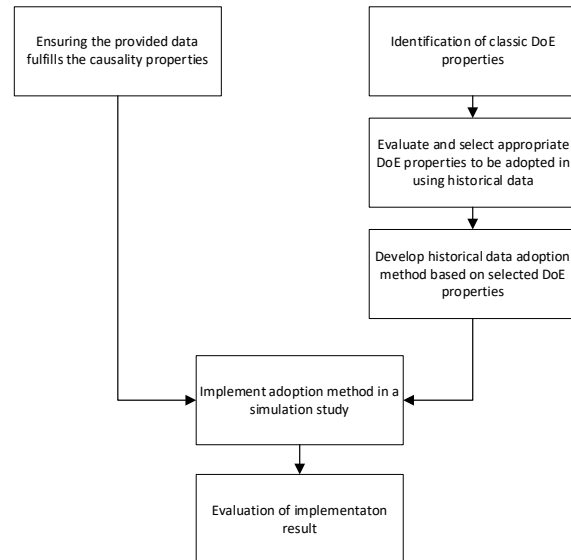 Ensuring the provided data
fulfills the causality properties
Identification of classic DoE
properties
Evaluate and select appropriate
DoE properties to be adopted in
using historical data
Develop historical data adoption
method based on selected DoE
properties
Implement adoption method in a
simulation study
Evaluation of implementaton
result